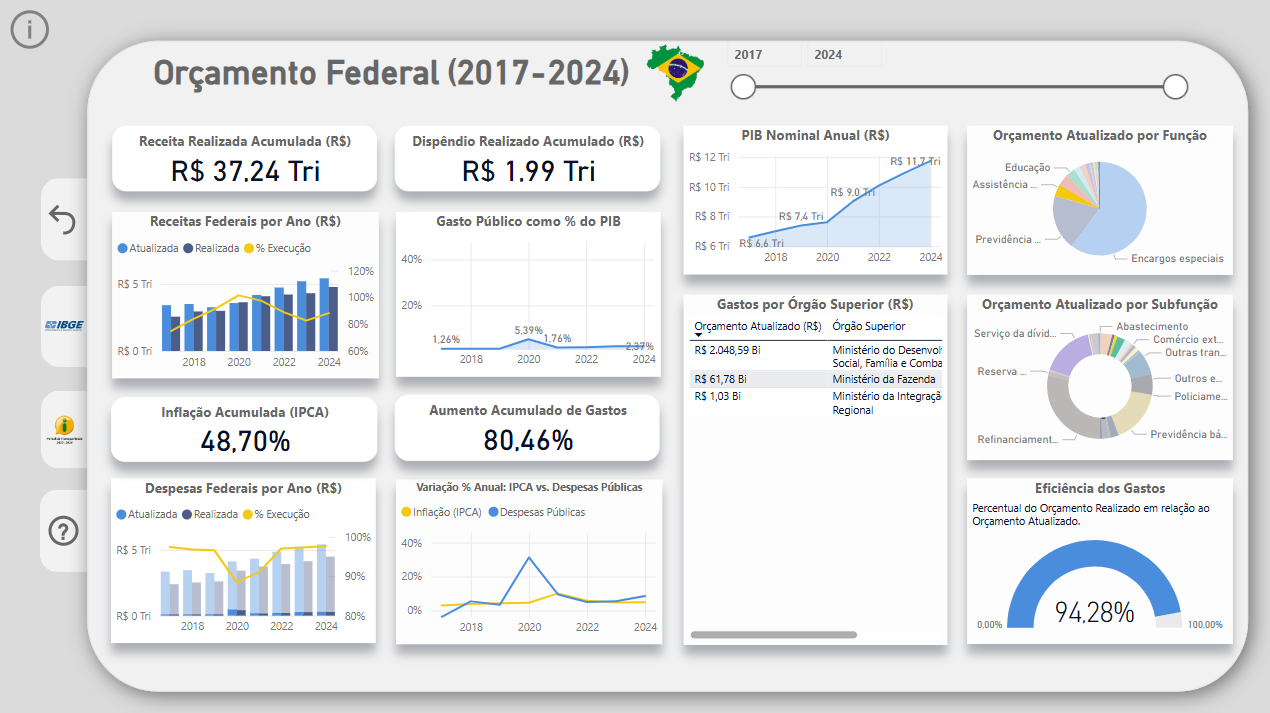 Orçamento Federal (2017-2024)
2017
2024
Receita Realizada Acumulada (R$)
R$ 37,24 Tri
Dispêndio Realizado Acumulado (R$)
R$ 1,99 Tri
PIB Nominal Anual (R$)
R$ 12 Tri
R$ 10 Tri
R$ 8 Tri
R$ 6 Tri
R$ 6,6 Tri
R$ 7,4 Tri
R$ 9,0 Tri
R$ 11,7 Tri
2018
2020
2022
2024
Orçamento Atualizado por Função
Educação
Assistência ...
Previdência ...
Encargos especiais
Receitas Federais por Ano (R$)
Atualizada
Realizada
% Execução
R$ 5 Tri
R$ 0 Tri
120%
100%
80%
60%
2018
2020
2022
2024
Gasto Público como % do PIB
40%
20%
1,26%
5,39%
1,76%
2,37%
2018
2020
2022
2024
IBGE
Gastos por Órgão Superior (R$)
Orçamento Atualizado (R$) Órgão Superior
R$ 2.048,59 Bi Ministério do Desenvol
Social, Família e Comba
R$ 61,78 Bi Ministério da Fazenda
R$ 1,03 Bi Ministério da Integraçã
Regional
Orçamento Atualizado por Subfunção
Serviço da dívid...
Reserva ...
Refinanciament...
Abastecimento
Comércio ext...
Outras tran...
Outros e...
Policiame...
Previdência bá...
Inflação Acumulada (IPCA)
48,70%
Aumento Acumulado de Gastos
80,46%
Despesas Federais por Ano (R$)
Atualizada
Realizada
% Execução
R$ 5 Tri
R$ 0 Tri
100%
90%
80%
2018
2020
2022
2024
Variação % Anual: IPCA vs. Despesas Públicas
Inflação (IPCA)
Despesas Públicas
40%
20%
0%
2018
2020
2022
2024
Eficiência dos Gastos
Percentual do Orçamento Realizado em relação ao
Orçamento Atualizado.
94,28%
0,00%
100,00%